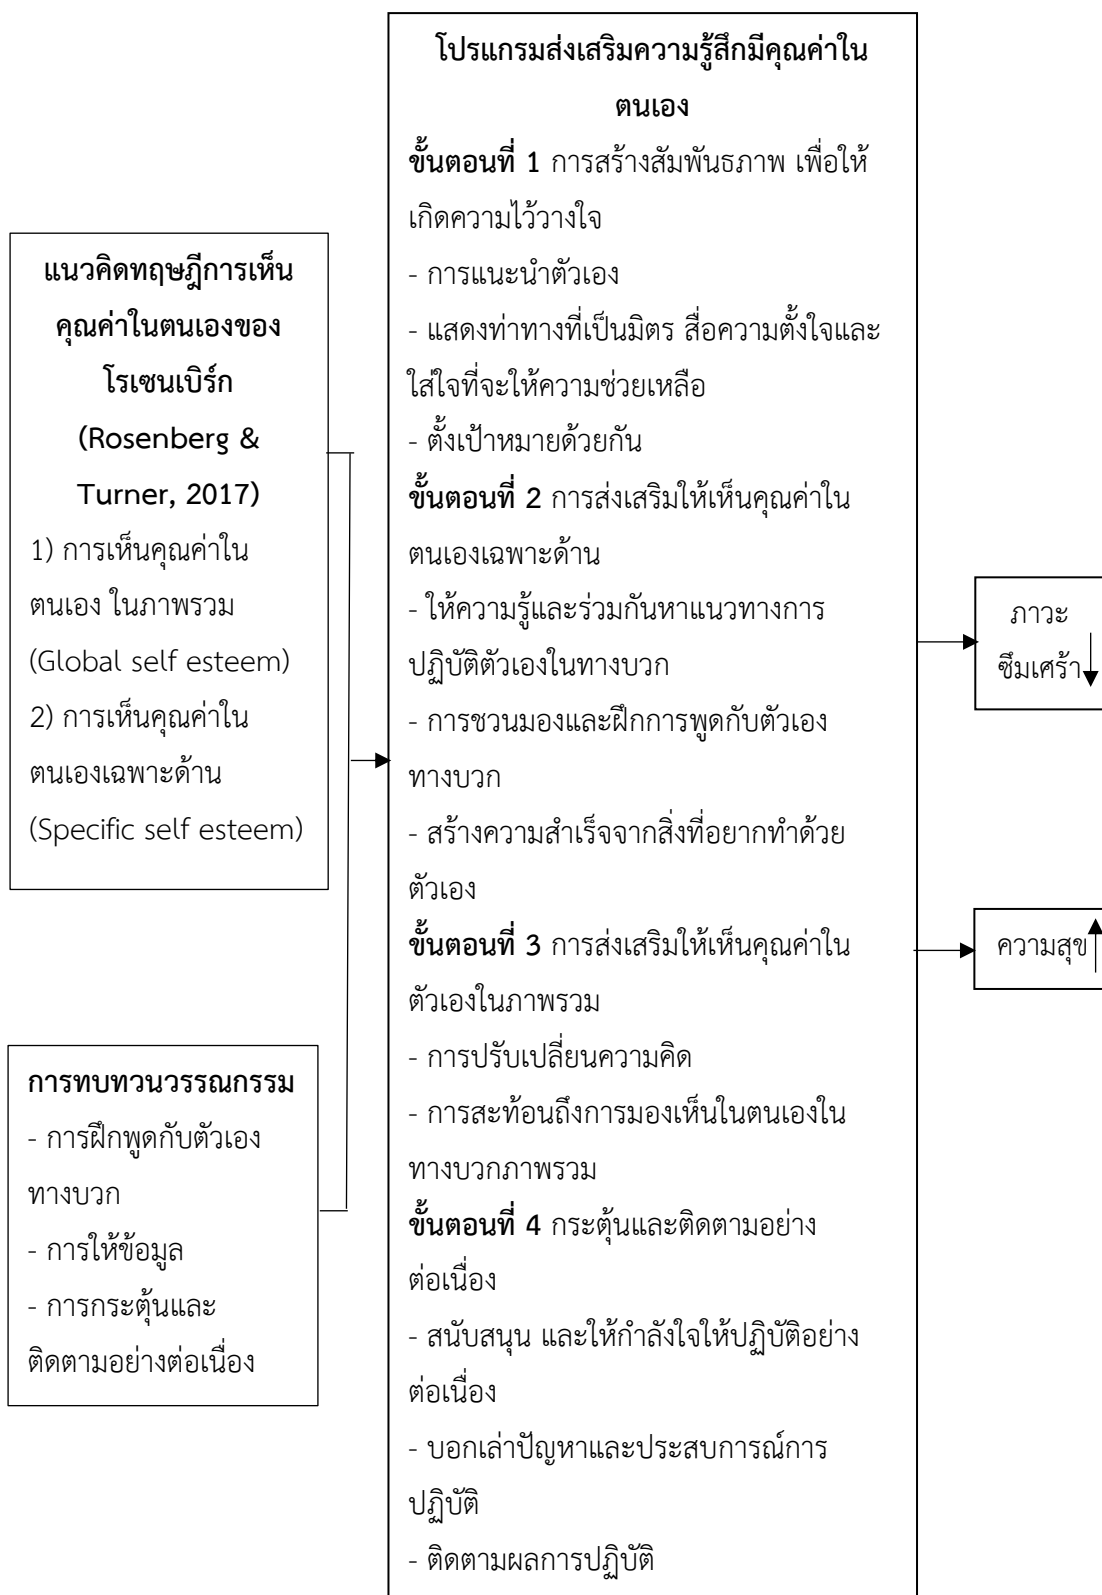 แนวคิดทฤษฎีการเห็น
คุณค่าในตนเองของ
โรเซนเบิร์ก
(Rosenberg &
Turner, 2017)
1) การเห็นคุณค่าใน
ตนเอง ในภาพรวม
(Global self esteem)
2) การเห็นคุณค่าใน
ตนเองเฉพาะด้าน
(Specific self esteem)
การทบทวนวรรณกรรม
- การฝึกพูดกับตัวเอง
ทางบวก
- การให้ข้อมูล
- การกระตุ้นและ
ติดตามอย่างต่อเนื่อง
โปรแกรมส่งเสริมความรู้สึกมีคุณค่าใน
ตนเอง
ขั้นตอนที่ 1 การสร้างสัมพันธภาพ เพื่อให้
เกิดความไว้วางใจ
- การแนะนำตัวเอง
- แสดงท่าทางที่เป็นมิตร สื่อความตั้งใจและ
ใส่ใจที่จะให้ความช่วยเหลือ
- ตั้งเป้าหมายด้วยกัน
ขั้นตอนที่ 2 การส่งเสริมให้เห็นคุณค่าใน
ตนเองเฉพาะด้าน
- ให้ความรู้และร่วมกันหาแนวทางการ
ปฏิบัติตัวเองในทางบวก
- การชวนมองและฝึกการพูดกับตัวเอง
ทางบวก
- สร้างความสำเร็จจากสิ่งที่อยากทำด้วย
ตัวเอง
ขั้นตอนที่ 3 การส่งเสริมให้เห็นคุณค่าใน
ตัวเองในภาพรวม
- การปรับเปลี่ยนความคิด
- การสะท้อนถึงการมองเห็นในตนเองใน
ทางบวกภาพรวม
ขั้นตอนที่ 4 กระตุ้นและติดตามอย่าง
ต่อเนื่อง
- สนับสนุน และให้กำลังใจให้ปฏิบัติอย่าง
ต่อเนื่อง
- บอกเล่าปัญหาและประสบการณ์การ
ปฏิบัติ
- ติดตามผลการปฏิบัติ
ภาวะ
ซึมเศร้า
ความสุข